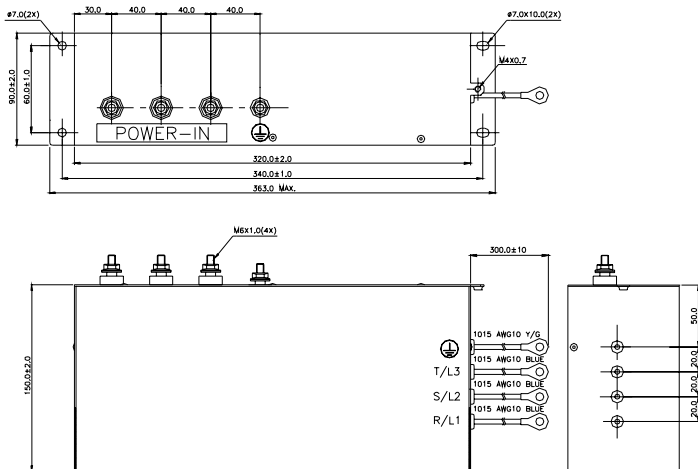 ø7.0(2X)
30.0
40.0
40.0
40.0
ø7.0x10.0(2X)
M4X0.7
90.0±2.0
60.0±1.0
POWER-IN
320.0±2.0
340.0±1.0
363.0 MAX.
M6X1.0(4X)
300.0±10
150.0±2.0
1015 AWG10 Y/G
1015 AWG10 BLUE
T/L3
1015 AWG10 BLUE
S/L2
1015 AWG10 BLUE
R/L1
50.0
20.0
20.0
20.0